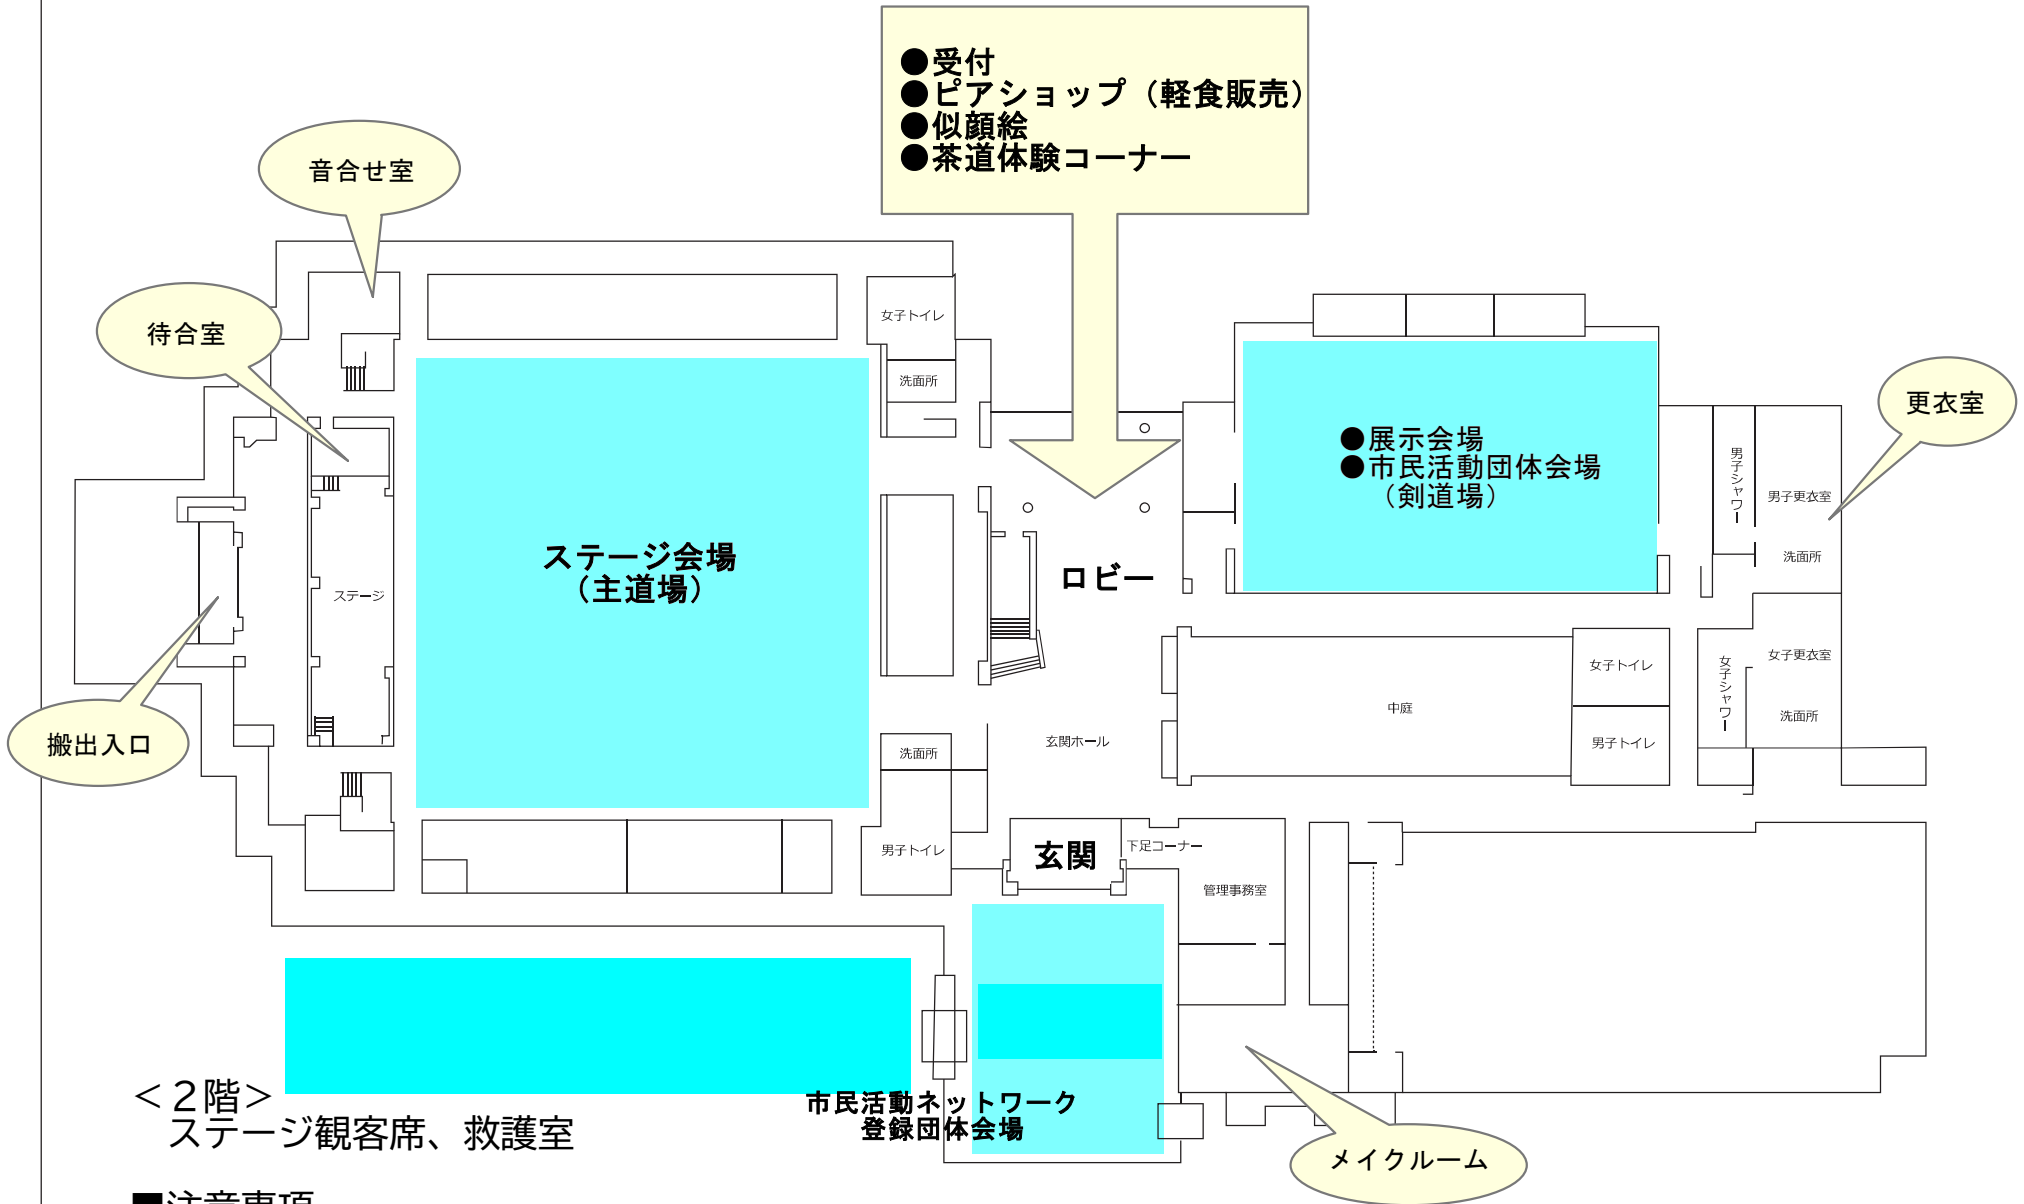 ●受付
●ピアショップ（軽食販売）
●似顔絵
●茶道体験コーナー
音合せ室
待合室
女子トイレ
洗面所
更衣室
●展示会場
●市民活動団体会場
（剣道場）
男子シャワー
男子更衣室
洗面所
ステージ会場
（主道場）
ロビー
ステージ
女子トイレ
女子シャワー
女子更衣室
中庭
洗面所
搬出入口
玄関ホール
男子トイレ
洗面所
男子トイレ
玄関
下足コーナー
管理事務室
市民活動ネットワーク
登録団体会場
メイクルーム
＜２階＞
ステージ観客席、救護室
■注意事項